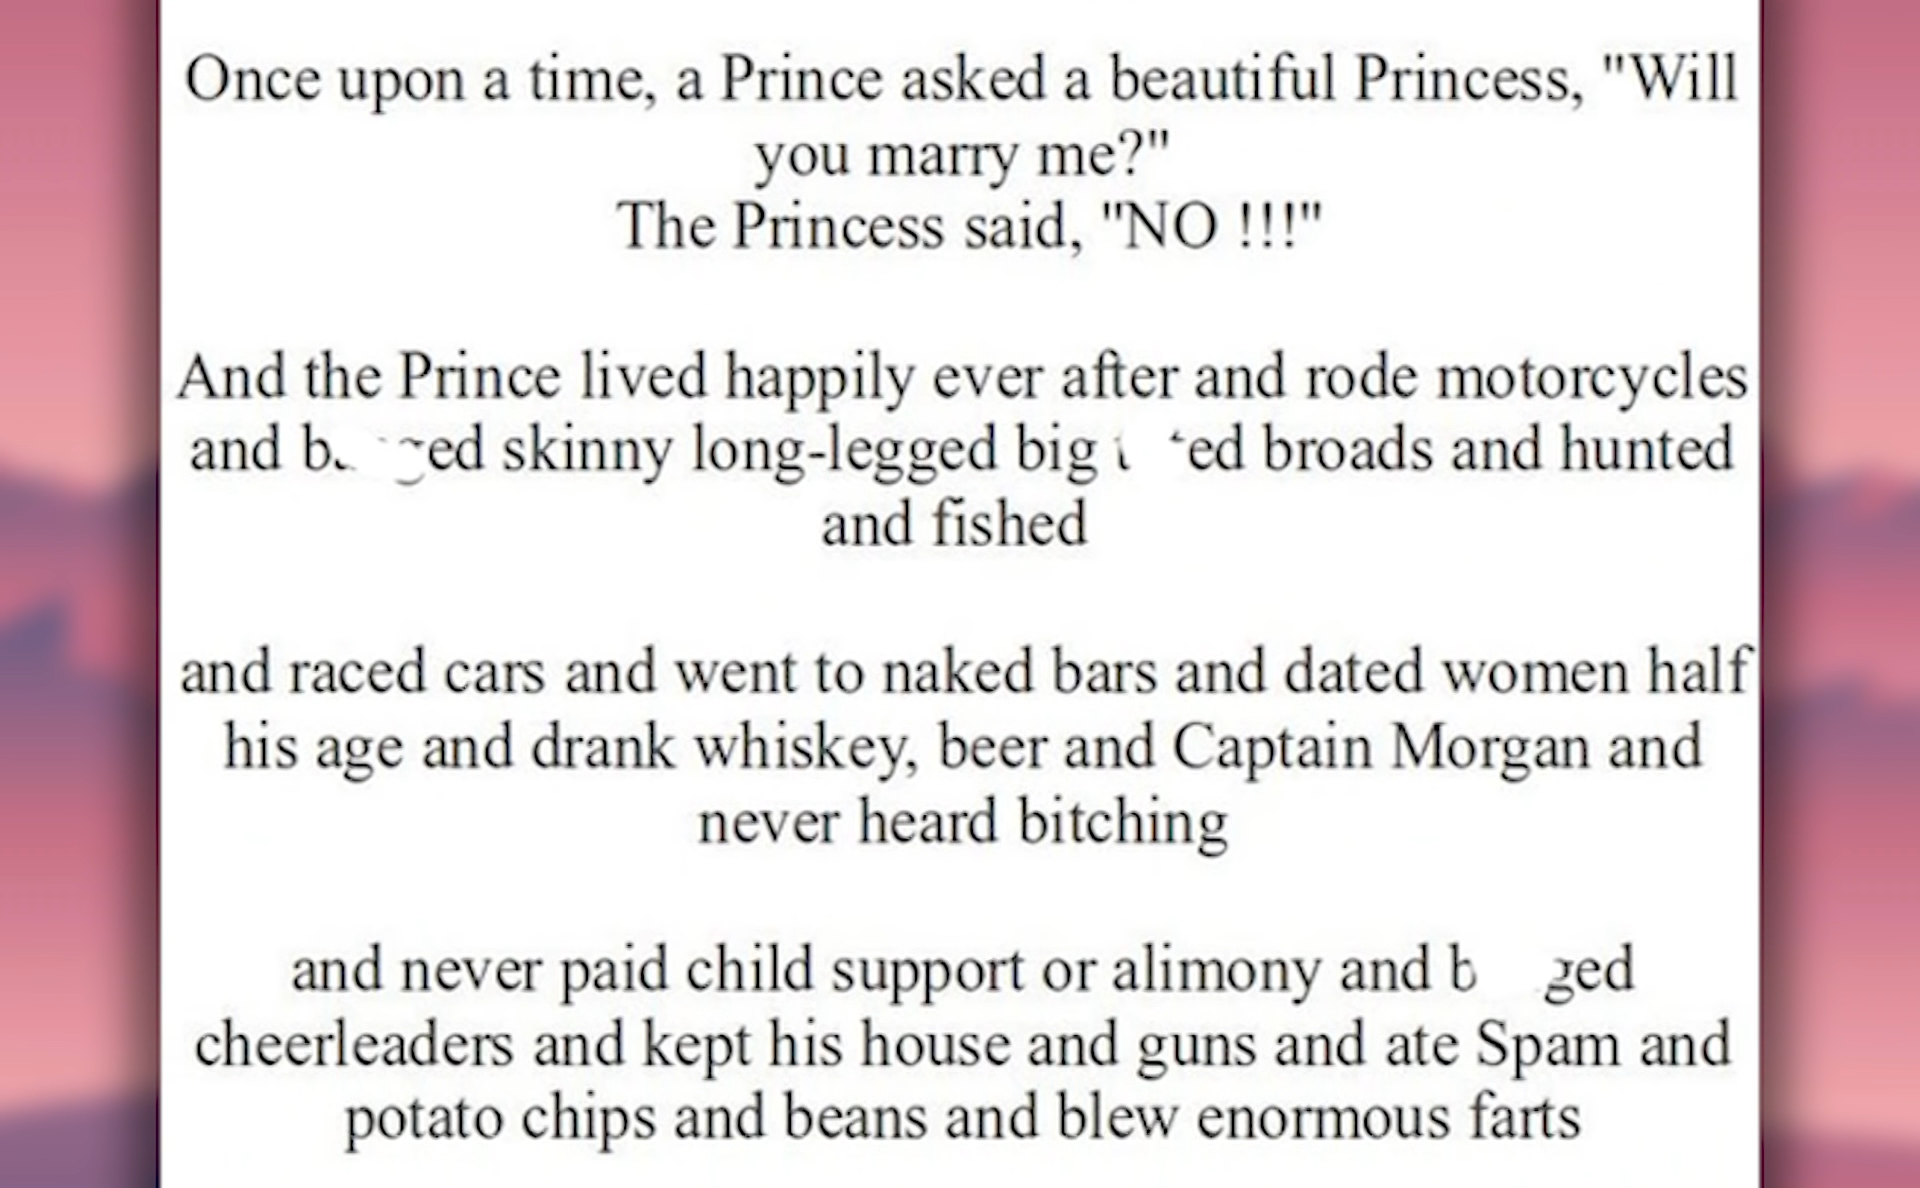 Once upon a time, a Prince asked a beautiful Princess, "Will
you marry me?"
The Princess said, "NO !!!"
And the Prince lived happily ever after and rode motorcycles
and skinny long-legged big broads and hunted
and fished
and raced cars and went to naked bars and dated women half
his age and drank whiskey, beer and Captain Morgan and
never heard bitching
and never paid child support or alimony and
cheerleaders and kept his house and guns and ate Spam and
potato chips and beans and blew enormous farts